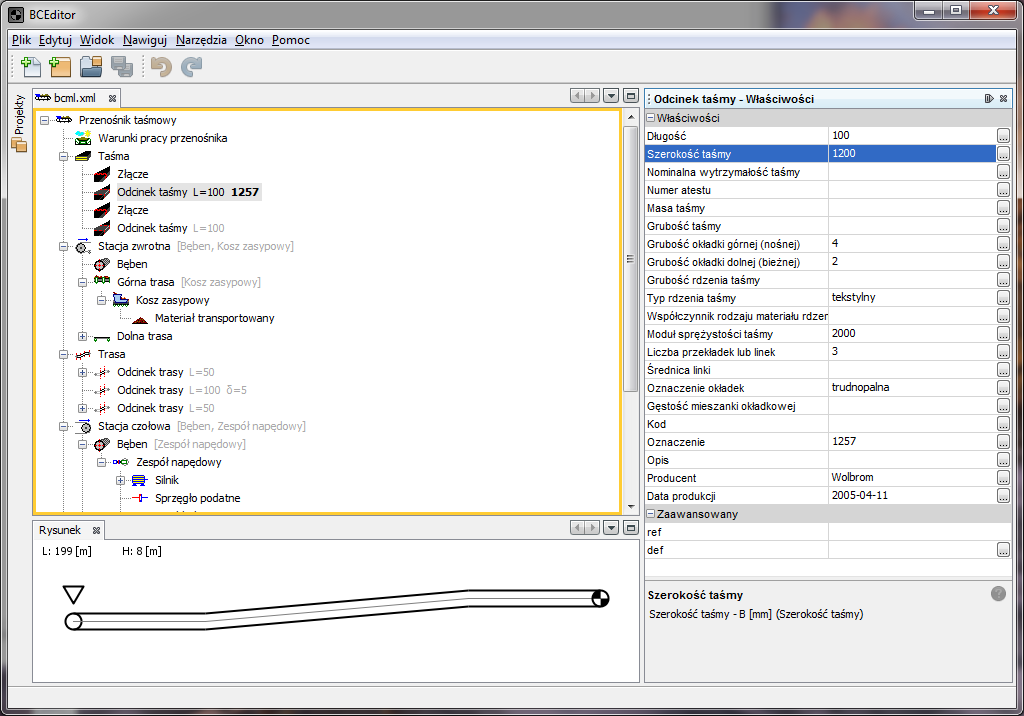 BCEditor
Plik Edytuj Widok Nawiguj Narzędzia Okno Pomoc
Projekty
bcml.xml
Przenośnik taśmowy
Warunki pracy przenośnika
Taśma
Złącze
Odcinek taśmy L=100 1257
Złącze
Odcinek taśmy L=100
Stacja zwrotna [Bęben, Kosz zasypowy]
Bęben
Górna trasa [Kosz zasypowy]
Kosz zasypowy
Materiał transportowany
Dolna trasa
Trasa
Odcinek trasy L=50
Odcinek trasy L=100 δ=5
Odcinek trasy L=50
Stacja czołowa [Bęben, Zespół napędowy]
Bęben [Zespół napędowy]
Zespół napędowy
Silnik
Sprzęgło podatne
Rysunek
L: 199 [m] H: 8 [m]
Odcinek taśmy - Właściwości
Właściwości
Długość 100
Szerokość taśmy 1200
Nominalna wytrzymałość taśmy
Numer atestu
Masa taśmy
Grubość taśmy
Grubość okładki górnej (nośnej) 4
Grubość okładki dolnej (bieżnej) 2
Grubość rdzenia taśmy
Typ rdzenia taśmy tekstylny
Współczynnik rodzaju materiału rdzer
Moduł sprężystości taśmy 2000
Liczba przekładek lub linek 3
Średnica linki
Oznaczenie okładek trudnopalna
Gęstość mieszanki okładkowej
Kod
Oznaczenie 1257
Opis
Producent Wolbrom
Data produkcji 2005-04-11
Zaawansowany
ref
def
Szerokość taśmy
Szerokość taśmy - B [mm] (Szerokość taśmy)